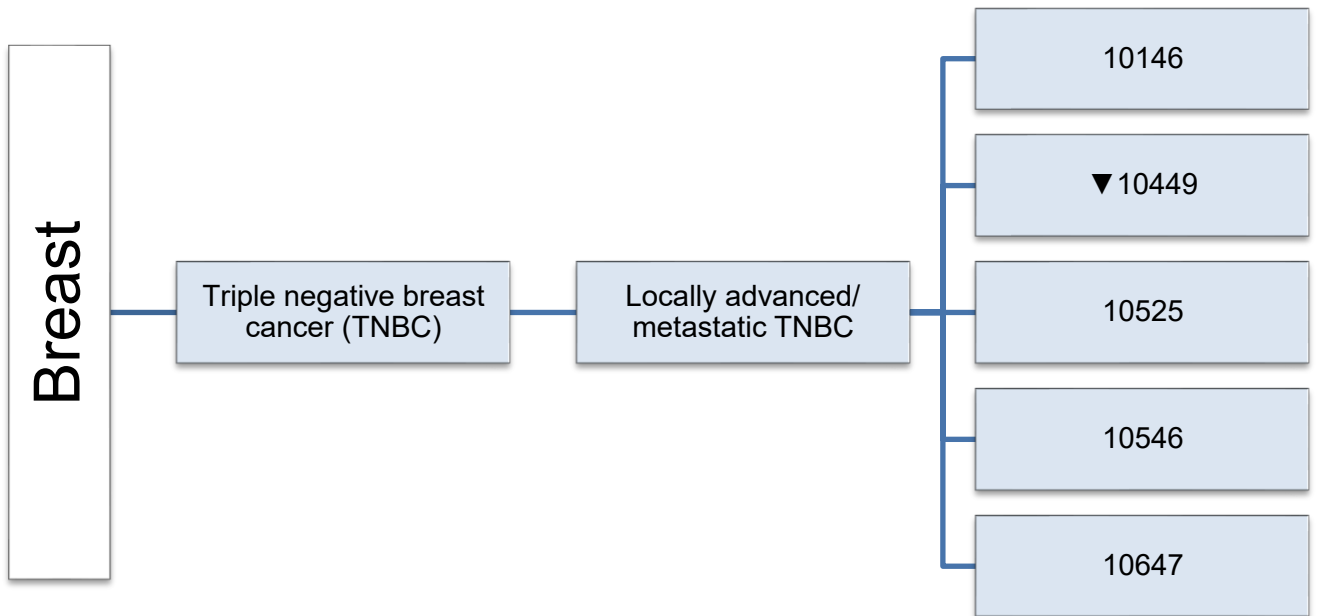 Breast
Triple negative breast
cancer (TNBC)
Locally advanced/
metastatic TNBC
10146
▼10449
10525
10546
10647